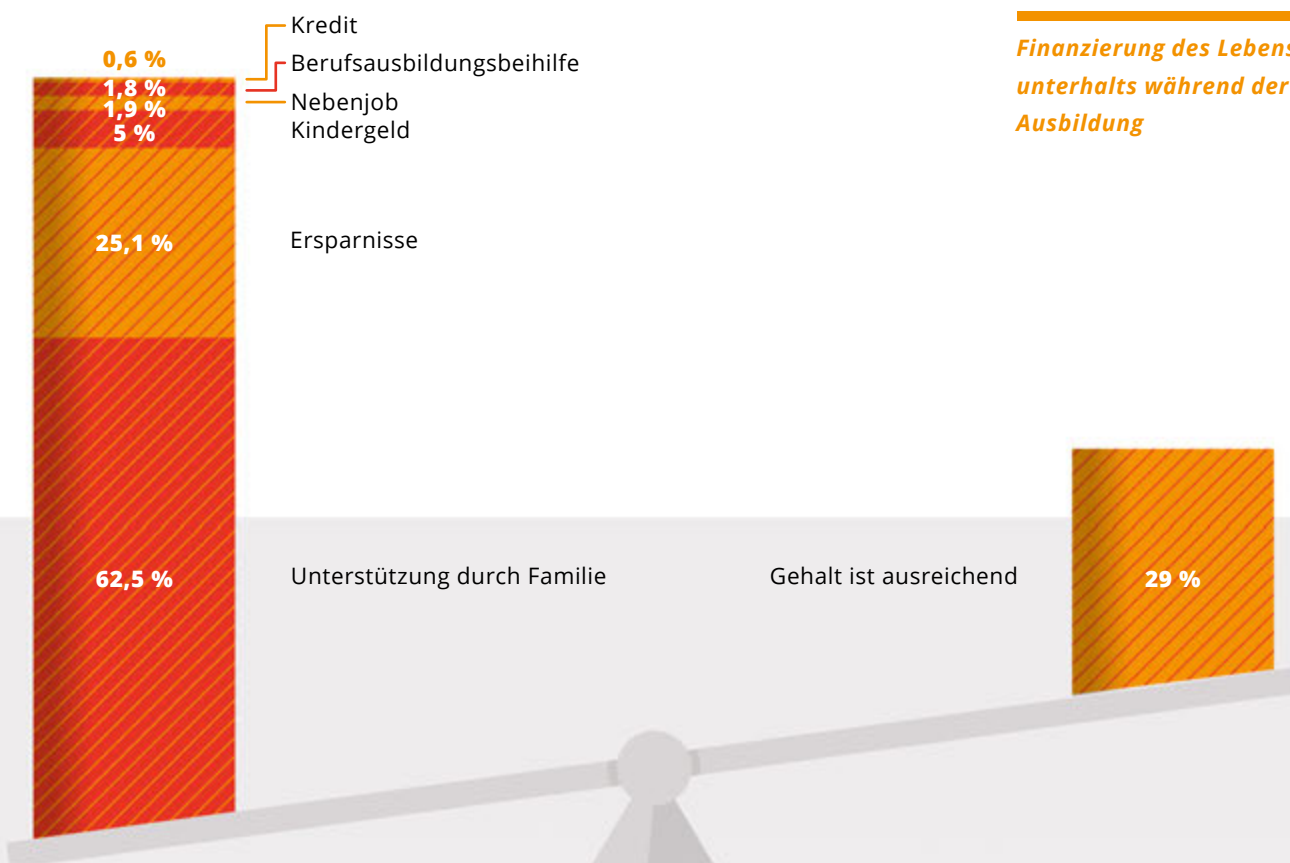 Kredit
0,6 %
Berufsausbildungsbeihilfe
1,8 %
Nebenjob
1,9 %
Kindergeld
5 %
Ersparnisse
25,1 %
Unterstützung durch Familie
62,5 %
Gehalt ist ausreichend
29 %
Finanzierung des Lebens
unterhalts während der
Ausbildung